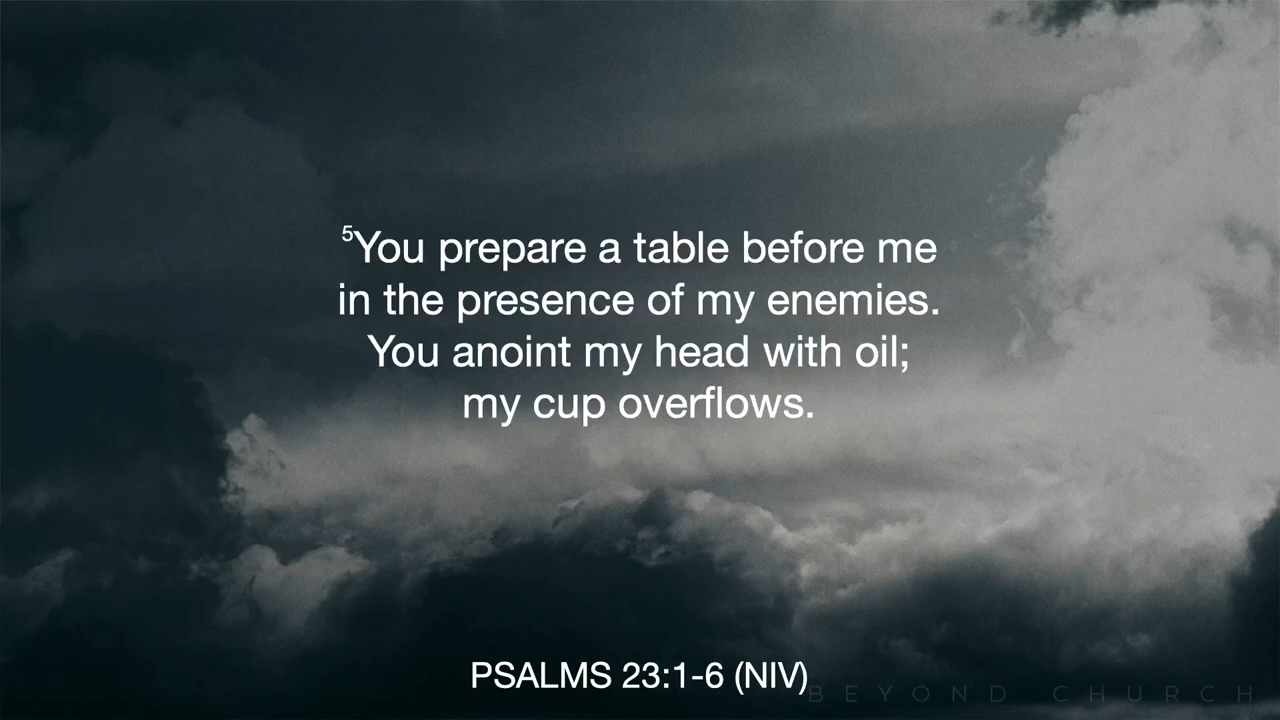 ⁵You prepare a table before me
in the presence of my enemies.
You anoint my head with oil;
my cup overflows.
PSALMS 23:1-6 (NIV)
BEYOND CHURCH